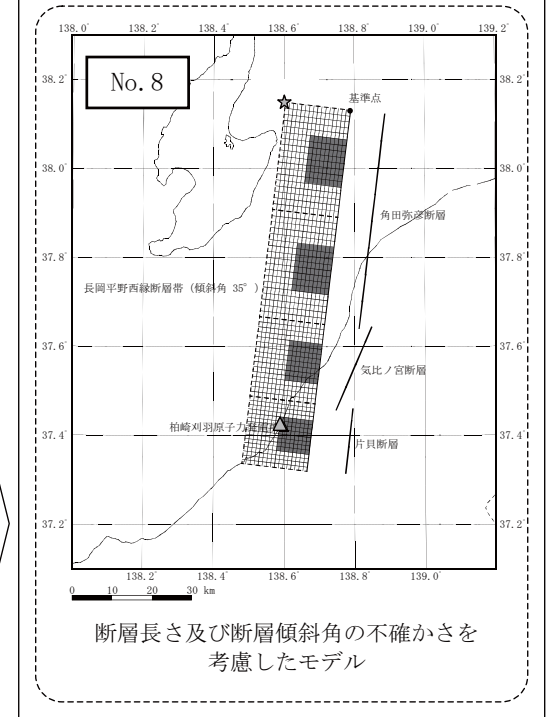 138.0° 138.2° 138.4° 138.6° 138.8° 139.0° 139.2°
38.2° 38.2°
No.8
基準点
38.0° 38.0°
角田弥彦断層
37.8° 37.8°
長岡平野西縁断層帯（傾斜角 35°）
37.6° 37.6°
気比ノ宮断層
柏崎刈羽原子力
37.4° 37.4°
片貝断層
37.2° 37.2°
138.2° 138.4° 138.6° 138.8° 139.0°
0 10 20 30 km
断層長さ及び断層傾斜角の不確かさを
考慮したモデル